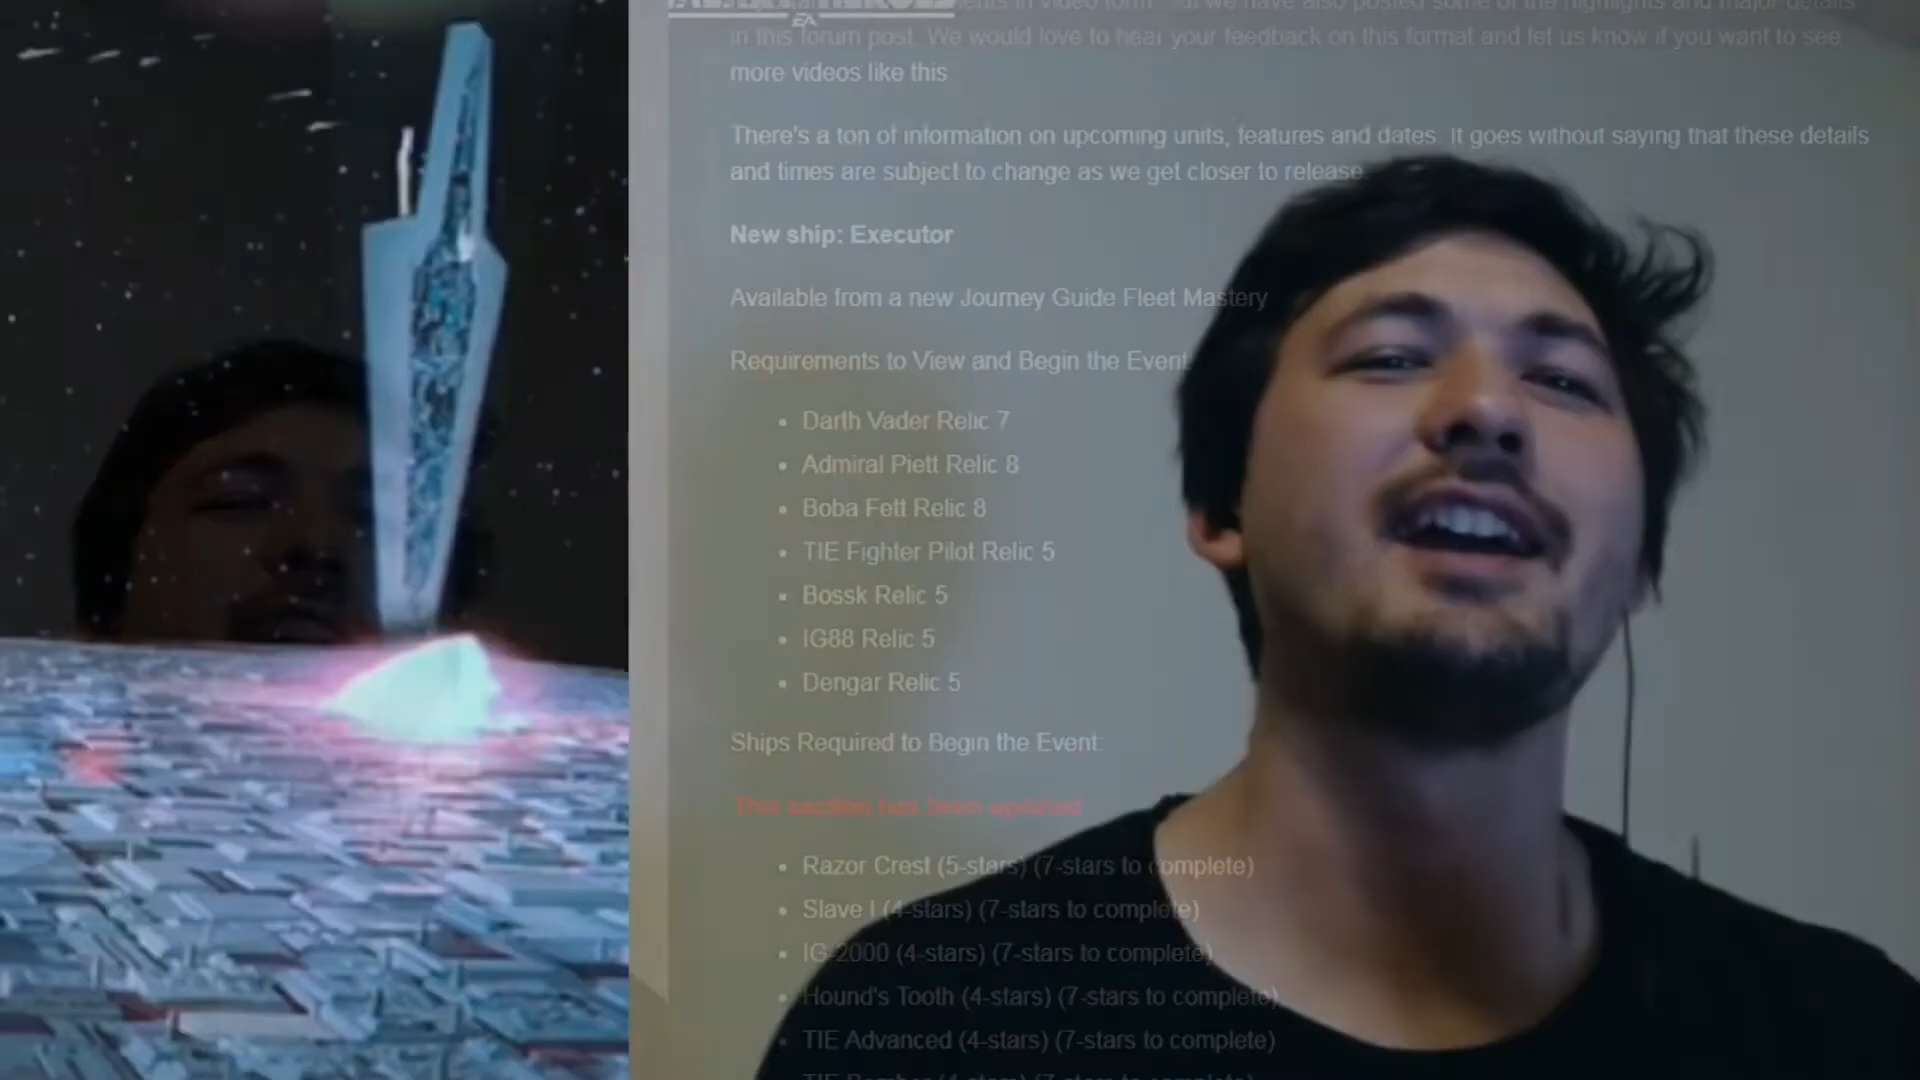 EA
in this forum post. We would love to hear your feedback on this format and let us know if you want to see
more videos like this
There's a ton of information on upcoming units, features and dates. It goes without saying that these details
and times are subject to change as we get closer to release.
New ship: Executor
Available from a new Journey Guide Fleet Mastery
Requirements to View and Begin the Event
• Darth Vader Relic 7
• Admiral Piett Relic 8
• Boba Fett Relic 8
• TIE Fighter Pilot Relic 5
• Bossk Relic 5
• IG88 Relic 5
• Dengar Relic 5
Ships Required to Begin the Event:
This section has been updated
• Razor Crest (5-stars) (7-stars to complete)
• Slave I (4-stars) (7-stars to complete)
• IG-2000 (4-stars) (7-stars to complete)
• Hound's Tooth (4-stars) (7-stars to complete)
• TIE Advanced (4-stars) (7-stars to complete)